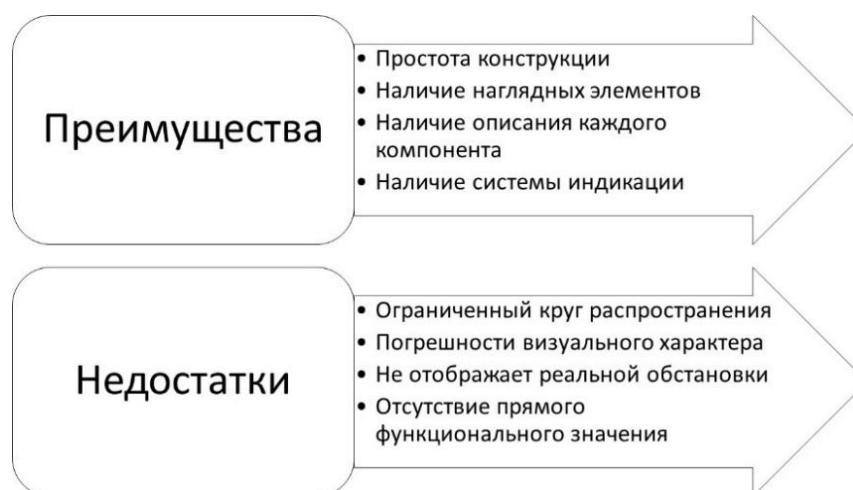 Преимущества
• Простота конструкции
• Наличие наглядных элементов
• Наличие описания каждого
компонента
• Наличие системы индикации
Недостатки
• Ограниченный круг распространения
• Погрешности визуального характера
• Не отображает реальной обстановки
• Отсутствие прямого
функционального значения